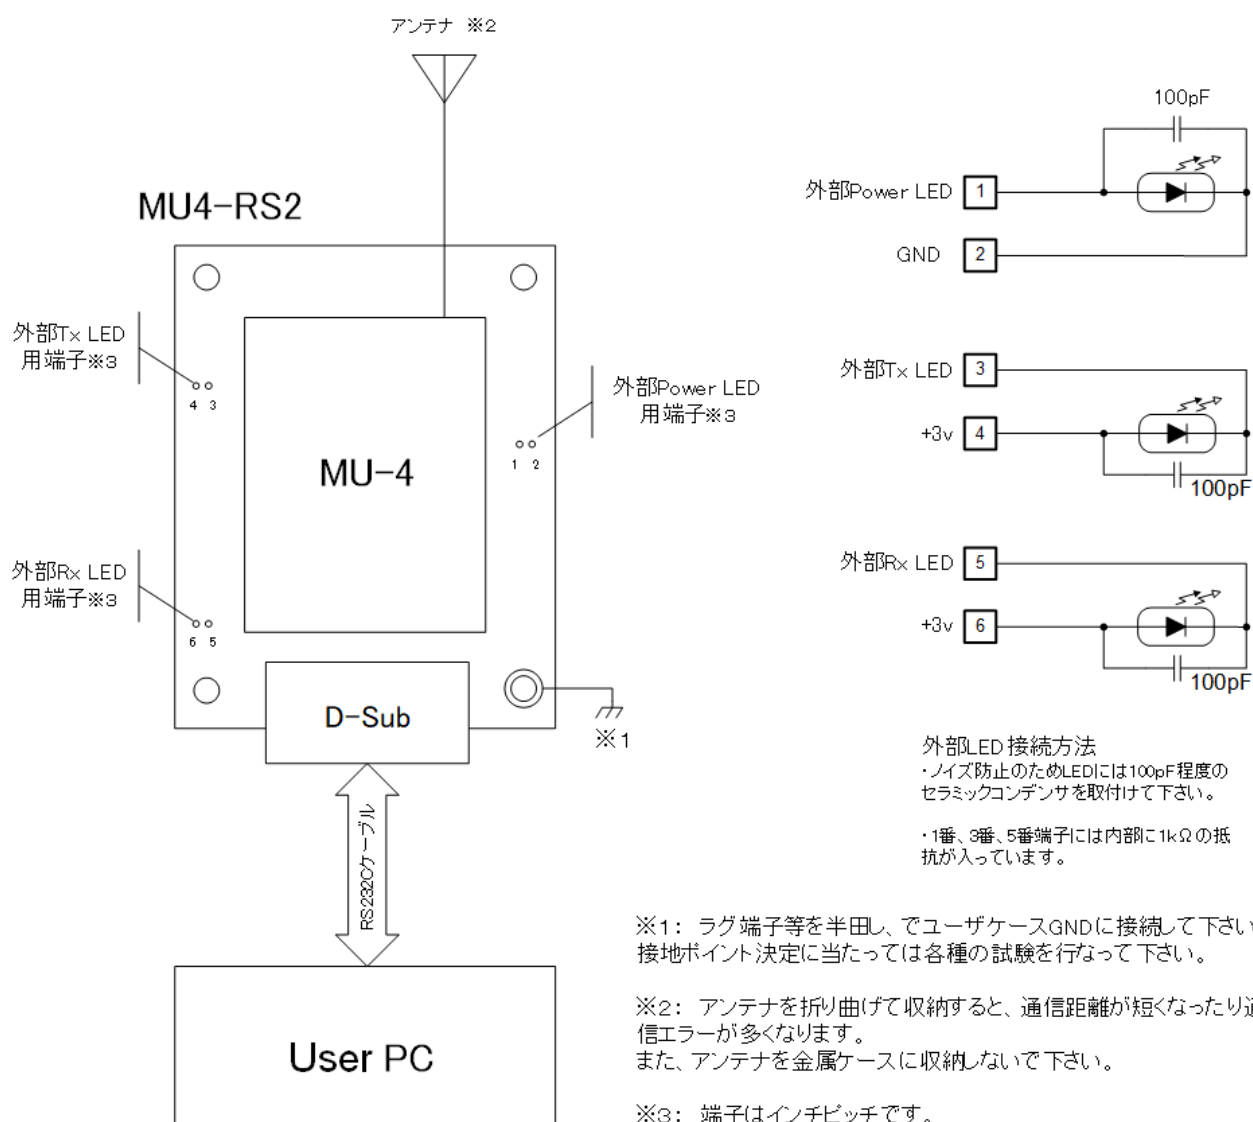 アンテナ ※2
MU4-RS2
外部Tx LED
用端子※3
4 3
外部Power LED
用端子※3
1 2
MU-4
外部Rx LED
用端子※3
6 5
D-Sub
※1
RS232Cケーブル
User PC
100pF
外部Power LED 1
GND 2
外部Tx LED 3
+3v 4
100pF
外部Rx LED 5
+3v 6
100pF
外部LED接続方法
・ノイズ防止のためLEDには100pF程度の
セラミックコンデンサを取付けて下さい。
・1番、3番、5番端子には内部に1kΩの抵
抗が入っています。
※1: ラグ端子等を半田し、でユーザケースGNDに接続して下さい
接地ポイント決定に当たっては各種の試験を行なって下さい。
※2: アンテナを折り曲げて収納すると、通信距離が短くなったり通
信エラーが多くなります。
また、アンテナを金属ケースに収納しないで下さい。
※3: 端子はインチピッチです。